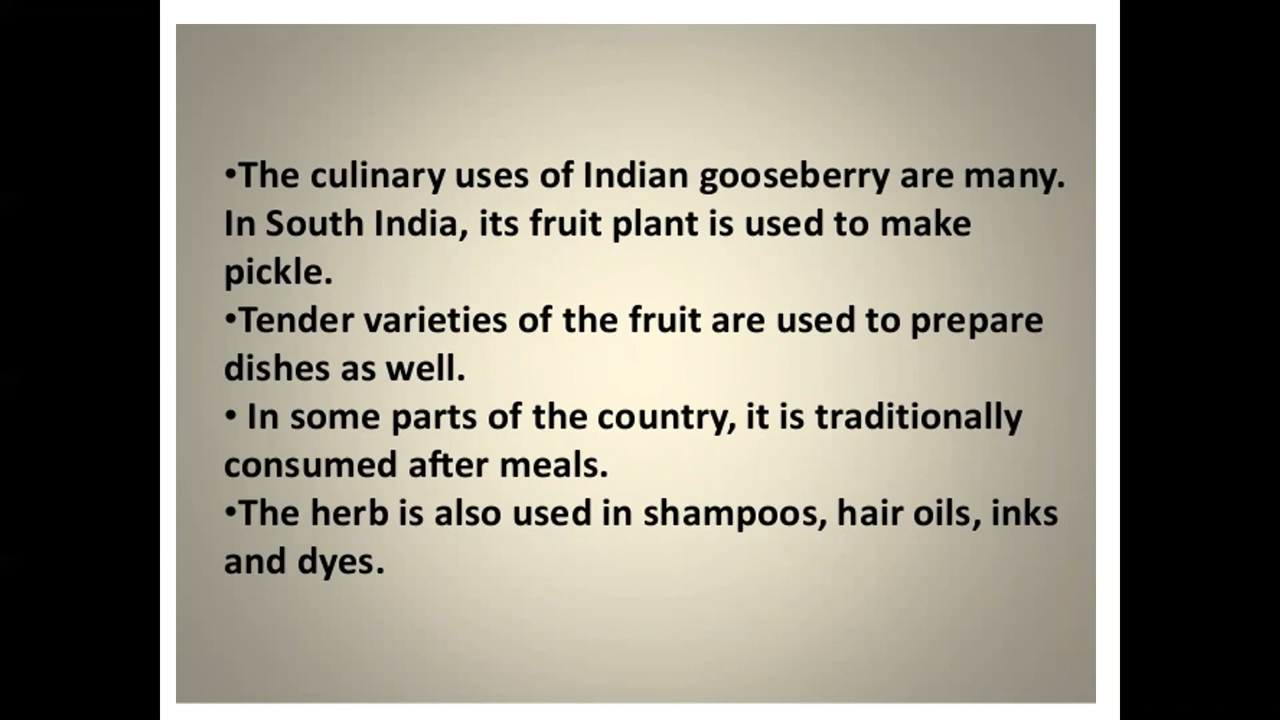 •The culinary uses of Indian gooseberry are many.
In South India, its fruit plant is used to make
pickle.
•Tender varieties of the fruit are used to prepare
dishes as well.
• In some parts of the country, it is traditionally
consumed after meals.
•The herb is also used in shampoos, hair oils, inks
and dyes.